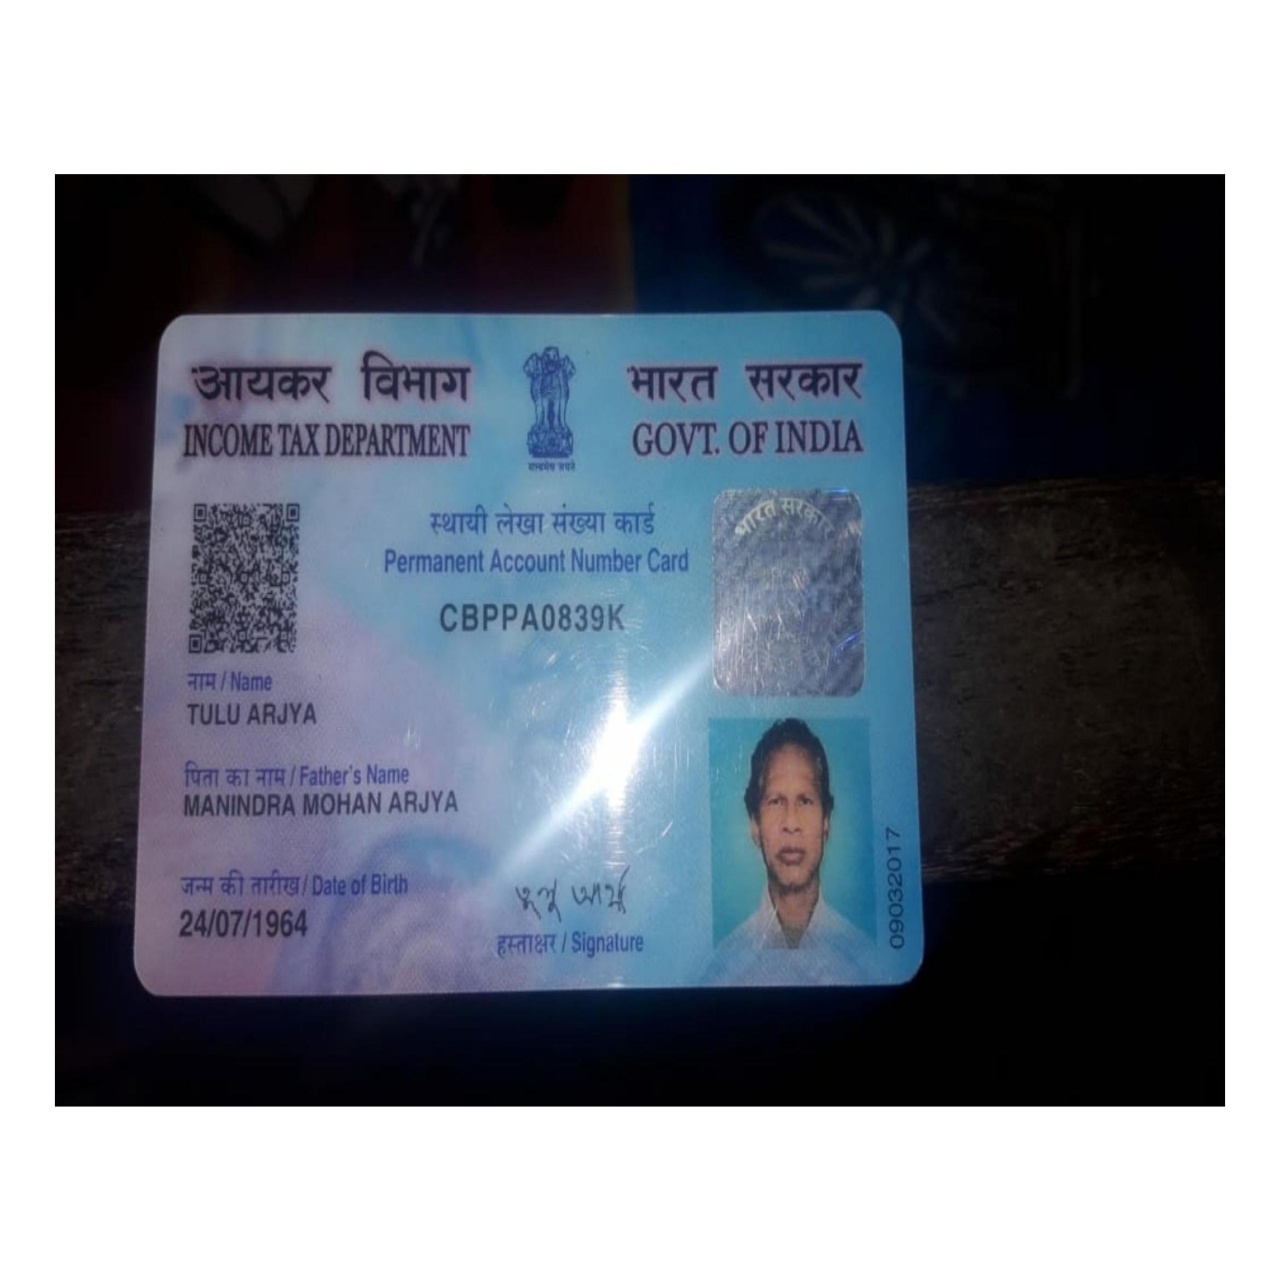 आयकर विभाग
INCOME TAX DEPARTMENT
भारत सरकार
GOVT. OF INDIA
सत्यमेव जयते
स्थायी लेखा संख्या कार्ड
Permanent Account Number Card
CBPPA0839K
भारत सरकार
नाम / Name
TULU ARJYA
पिता का नाम / Father's Name
MANINDRA MOHAN ARJYA
जन्म की तारीख / Date of Birth
24/07/1964
তুলু আর্য্য
हस्ताक्षर / Signature
09032017